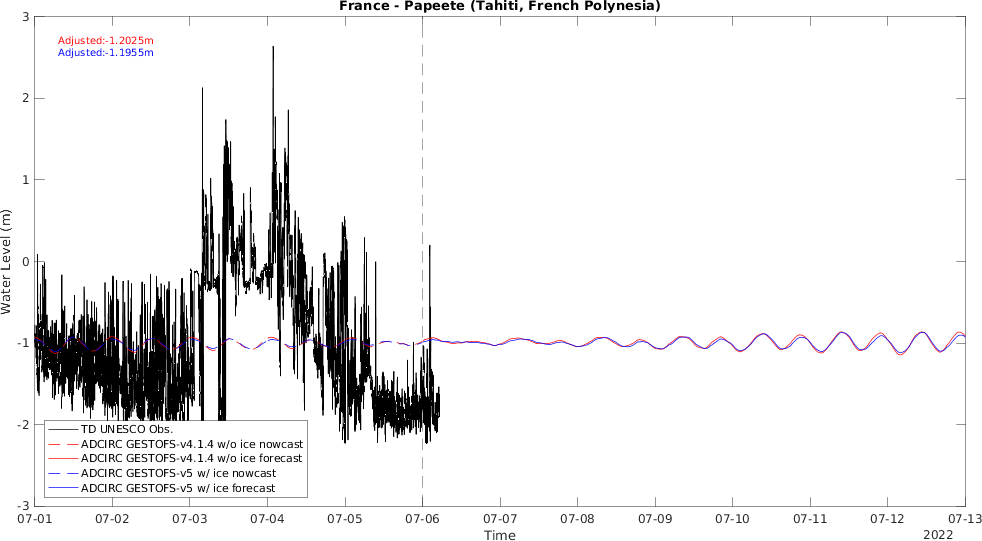 France - Papeete (Tahiti, French Polynesia)
Adjusted:-1.2025m
Adjusted:-1.1955m
3
2
1
0
-1
-2
-3
Water Level (m)
TD UNESCO Obs.
ADCIRC GESTOFS-v4.1.4 w/o ice nowcast
ADCIRC GESTOFS-v4.1.4 w/o ice forecast
ADCIRC GESTOFS-v5 w/ ice nowcast
ADCIRC GESTOFS-v5 w/ ice forecast
07-01 07-02 07-03 07-04 07-05 07-06 07-07 07-08 07-09 07-10 07-11 07-12 07-13
Time
2022